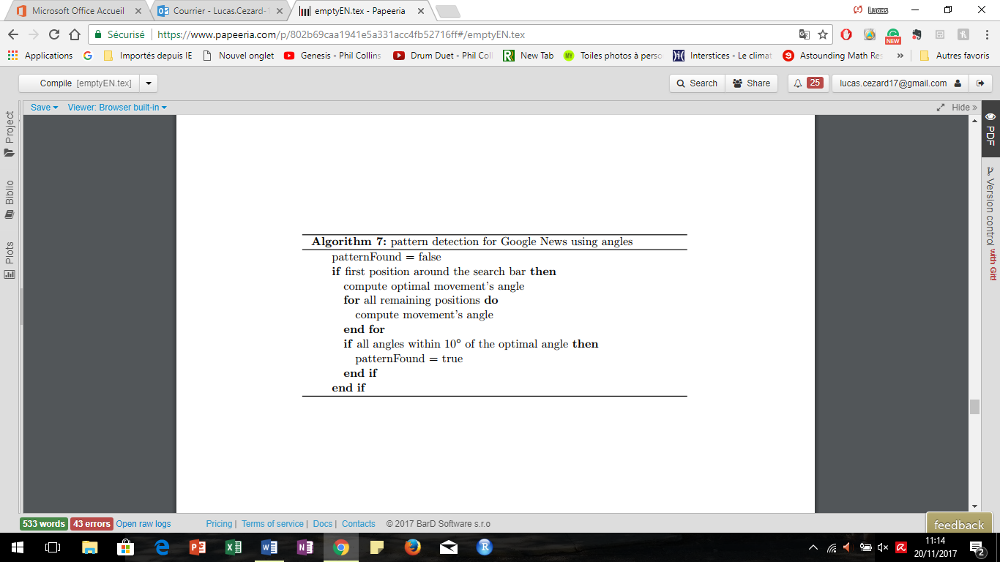 Microsoft Office Accueil
Courrier - Lucas.Cezard-
emptyEN.tex - Papeeria
Lucas
Sécurisé
https://www.papeeria.com/p/802b69caa1941e5a331acc4fb52716ff#/emptyEN.tex
NEW
Applications
G
Importés depuis IE
Nouvel onglet
Genesis - Phil Collins
Drum Duet - Phil Coll
R
New Tab
MY
Toiles photos à perso
Interstices - Le climat
Astounding Math Res
»
Autres favoris
Compile [emptyEN.tex]
Search
Share
25
lucas.cezard17@gmail.com
Save
Viewer: Browser built-in
Hide »
Project
Biblio
Plots
PDF
Version control with Git!
Algorithm 7: pattern detection for Google News using angles
patternFound = false
if first position around the search bar then
compute optimal movement's angle
for all remaining positions do
compute movement's angle
end for
if all angles within 10° of the optimal angle then
patternFound = true
end if
end if
533 words
43 errors
Open raw logs
Pricing | Terms of service | Docs | Contacts © 2017 BarD Software s.r.o
feedback
11:14
20/11/2017
2